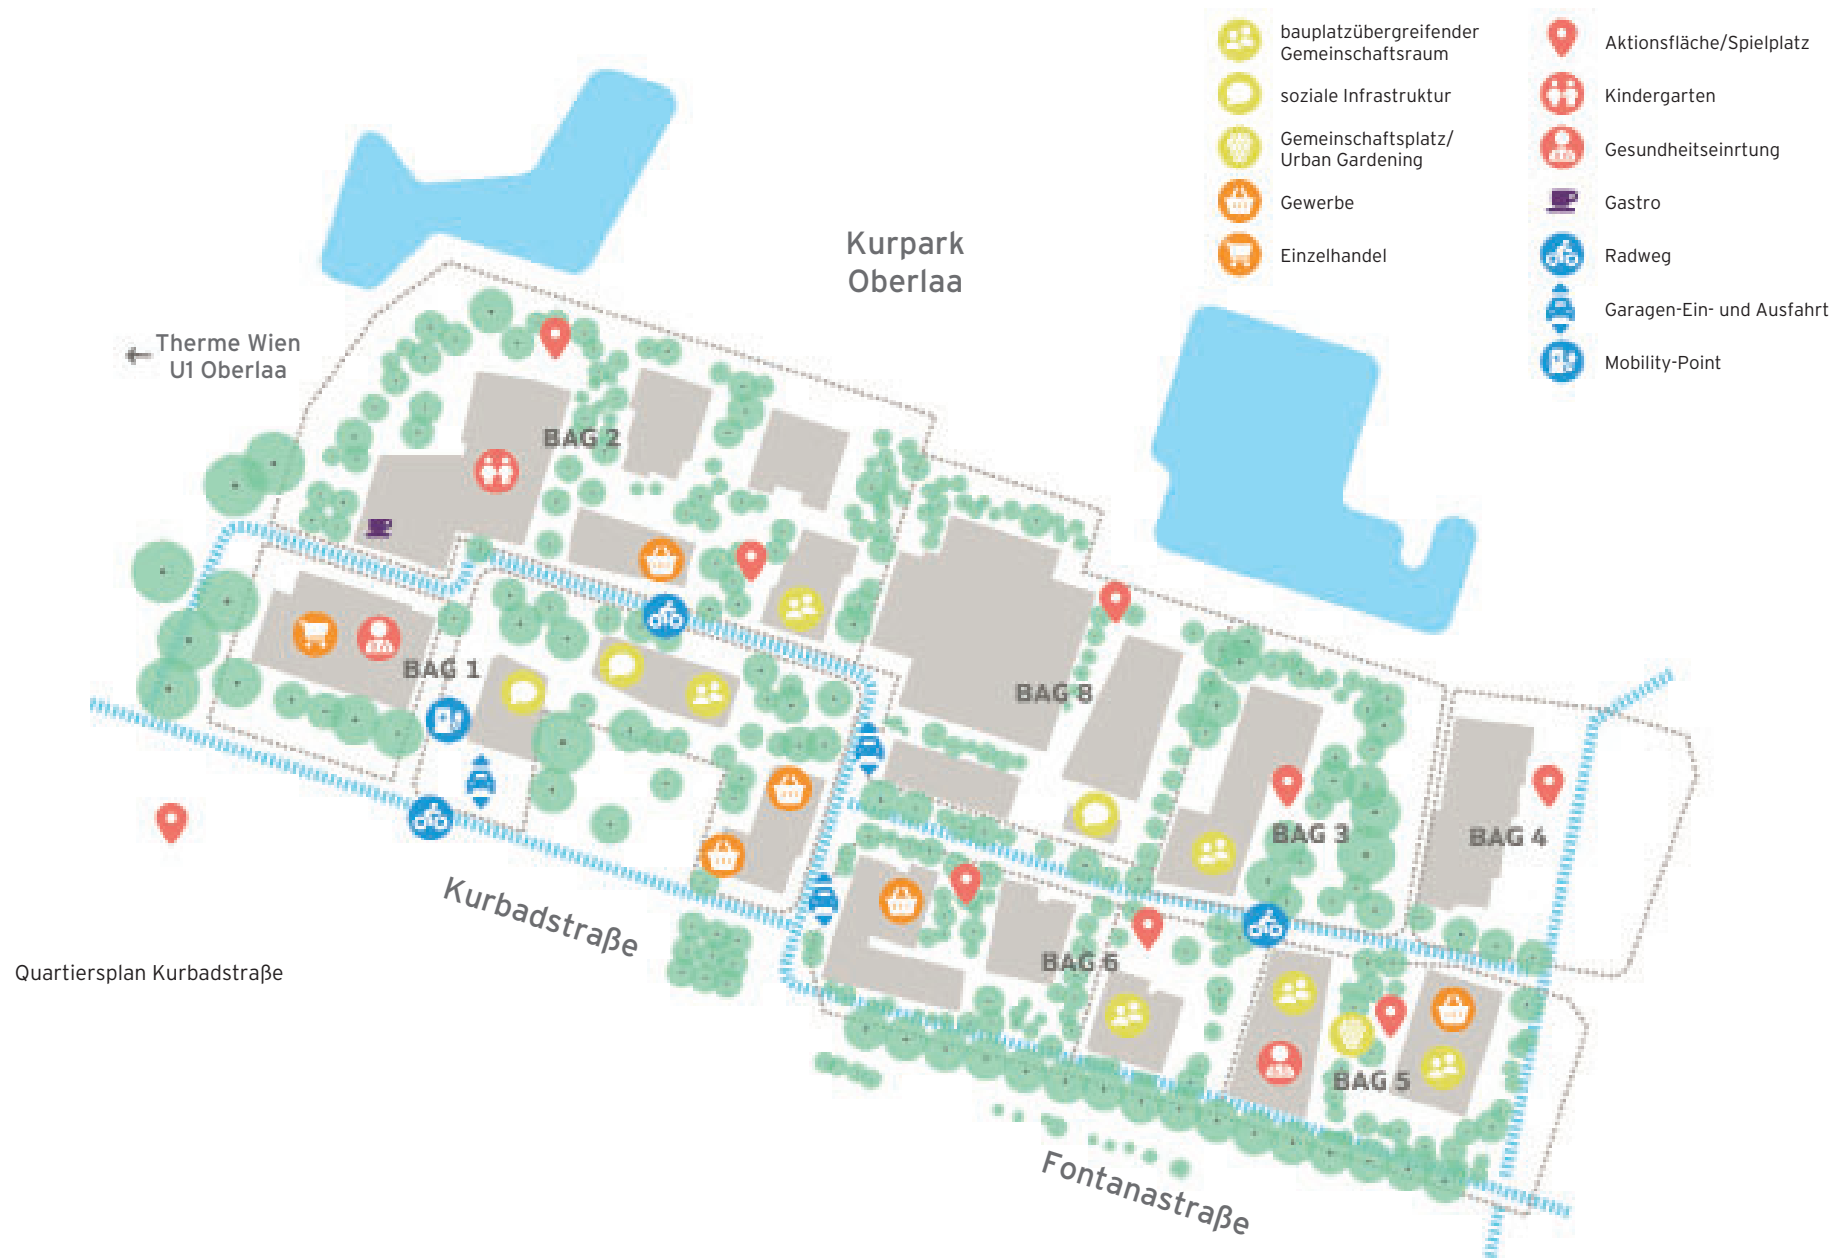 bauplatzübergreifender
Gemeinschaftsraum
soziale Infrastruktur
Gemeinschaftsplatz/
Urban Gardening
Gewerbe
Einzelhandel
Aktionsfläche/Spielplatz
Kindergarten
Gesundheitseinrtung
Gastro
Radweg
Garagen-Ein- und Ausfahrt
Mobility-Point
Kurpark
Oberlaa
Therme Wien
U1 Oberlaa
BAG 2
BAG 1
BAG 8
BAG 3
BAG 4
BAG 6
BAG 5
Kurbadstraße
Quartiersplan Kurbadstraße
Fontanastraße